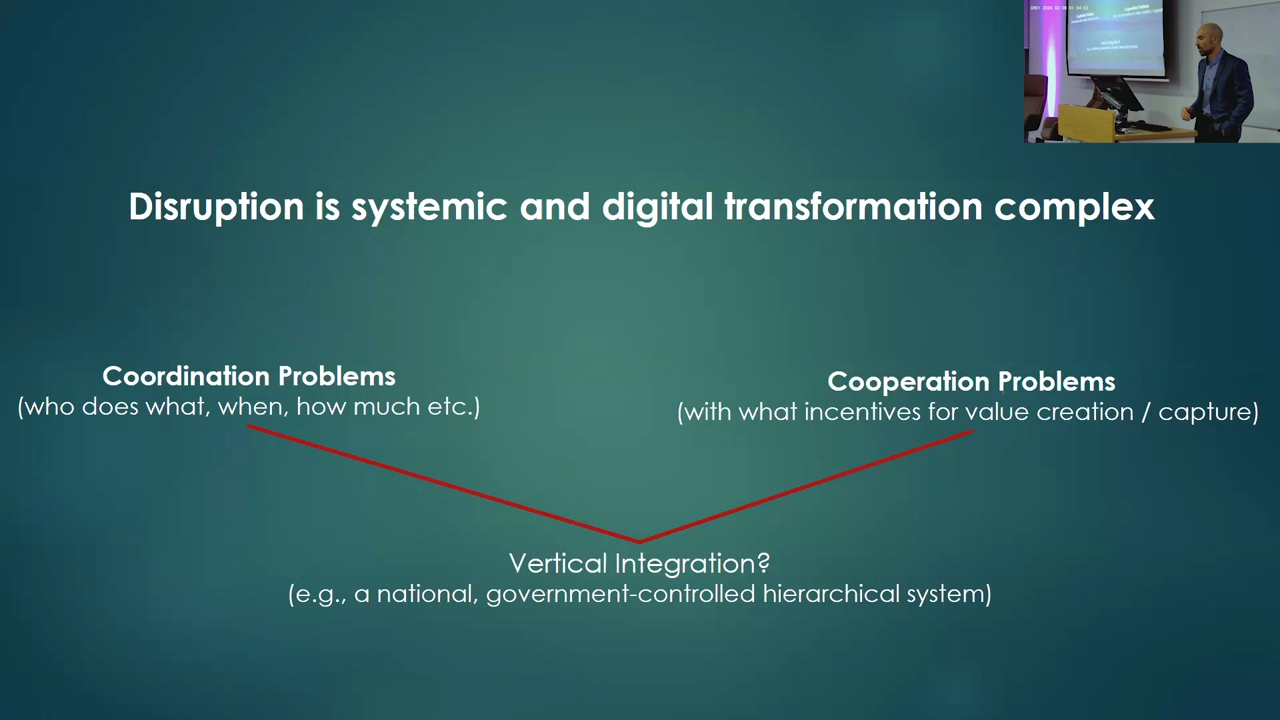 Disruption is systemic and digital transformation complex
Coordination Problems
(who does what, when, how much etc.)
Cooperation Problems
(with what incentives for value creation / capture)
Vertical Integration?
(e.g., a national, government-controlled hierarchical system)